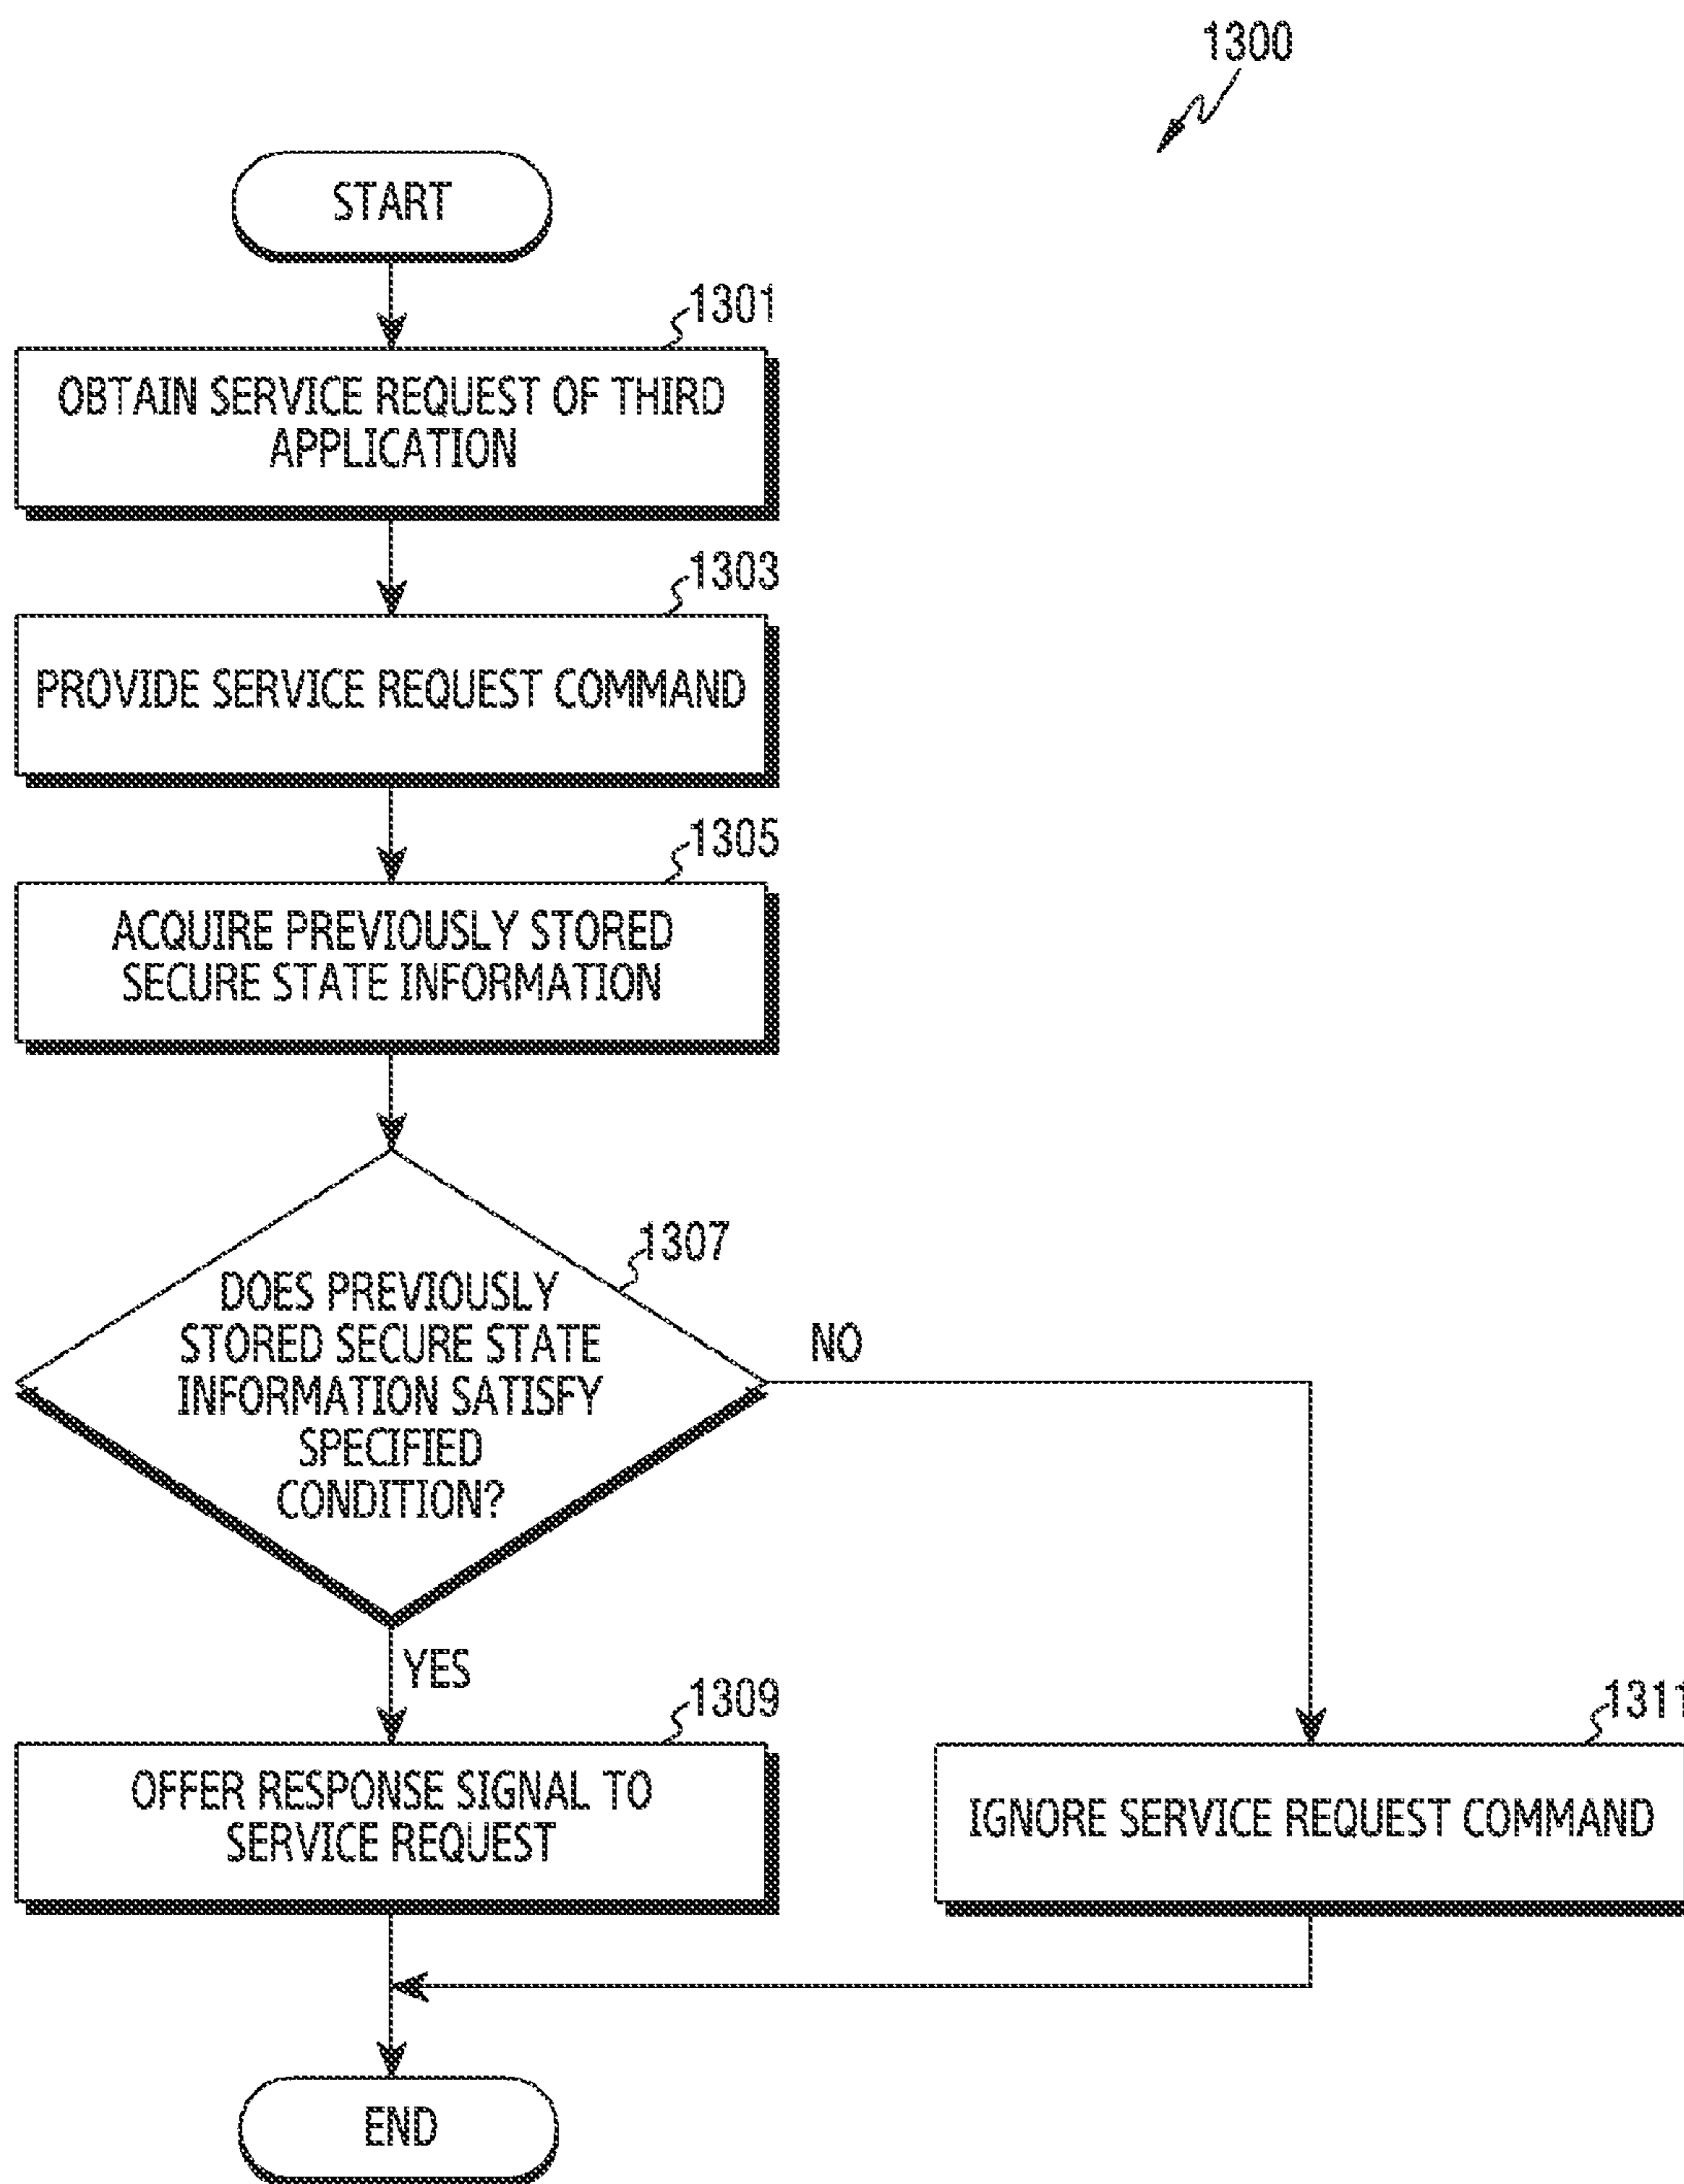 1300
START
1301
OBTAIN SERVICE REQUEST OF THIRD
APPLICATION
1303
PROVIDE SERVICE REQUEST COMMAND
1305
ACQUIRE PREVIOUSLY STORED
SECURE STATE INFORMATION
1307
DOES PREVIOUSLY
STORED SECURE STATE
INFORMATION SATISFY
SPECIFIED
CONDITION?
NO
YES
1309
OFFER RESPONSE SIGNAL TO
SERVICE REQUEST
1311
IGNORE SERVICE REQUEST COMMAND
END